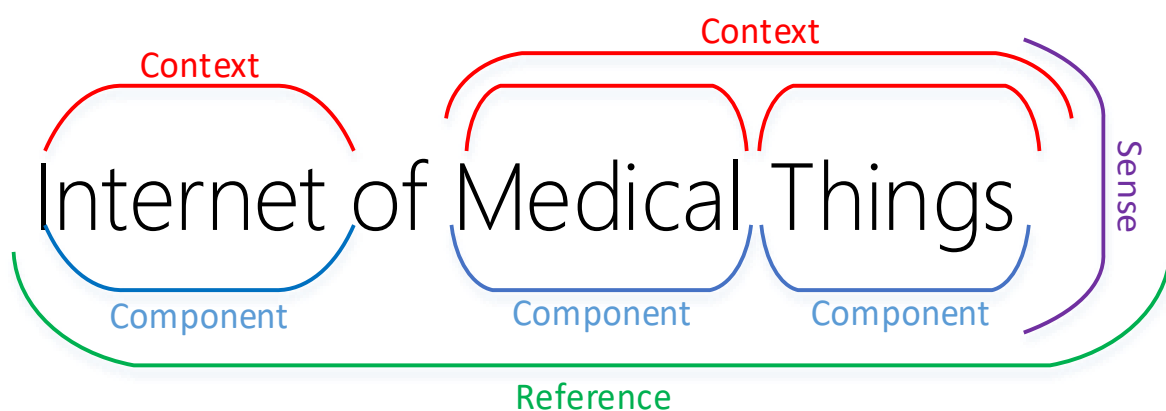 Context
Context
Internet of Medical Things
Sense
Component
Component
Component
Reference